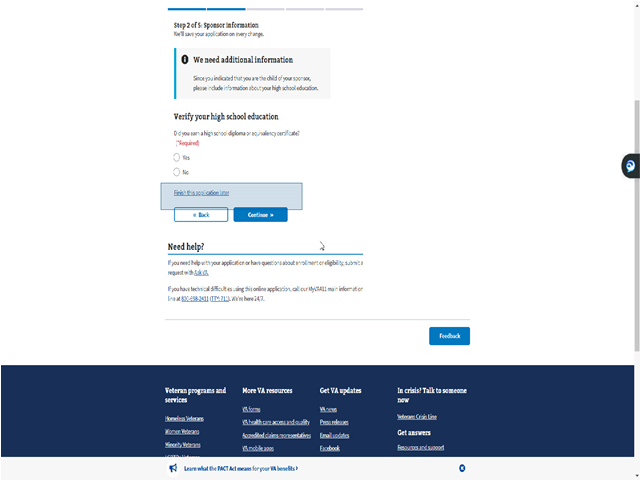 Step 2 of 5: Sponsor information
We'll save your application on every change.
We need additional information
Since you indicated that you are the child of your sponsor,
please include information about your high school education.
Verify your high school education
Did you earn a high school diploma or equivalency certificate?
(*Required)
Yes
No
Finish this application later
« Back
Continue »
Need help?
If you need help with your application or have questions about enrollment or eligibility, submit a
request with Ask VA.
If you have technical difficulties using this online application, call our MyVA411 main information
line at 800-698-2411 (TTY: 711). We're here 24/7.
Feedback
Veteran programs and
services
More VA resources
Get VA updates
In crisis? Talk to someone
now
Homeless Veterans
VA forms
VA news
Veterans Crisis Line
Women Veterans
VA health care access and quality
Press releases
Get answers
Minority Veterans
Accredited claims representatives
Email updates
Resources and support
VA mobile apps
Facebook
Learn what the PACT Act means for your VA benefits ›